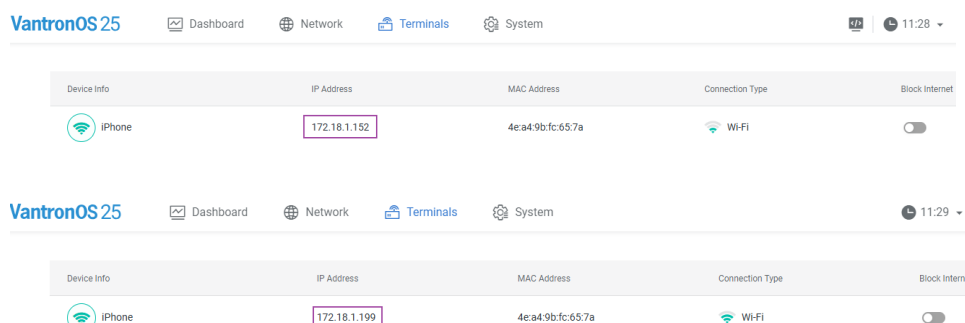 VantronOS 25 Dashboard Network Terminals System </> 11:28
Device Info IP Address MAC Address Connection Type Block Internet
iPhone 172.18.1.152 4e:a4:9b:fc:65:7a Wi-Fi
VantronOS 25 Dashboard Network Terminals System 11:29
Device Info IP Address MAC Address Connection Type Block Intern
iPhone 172.18.1.199 4e:a4:9b:fc:65:7a Wi-Fi